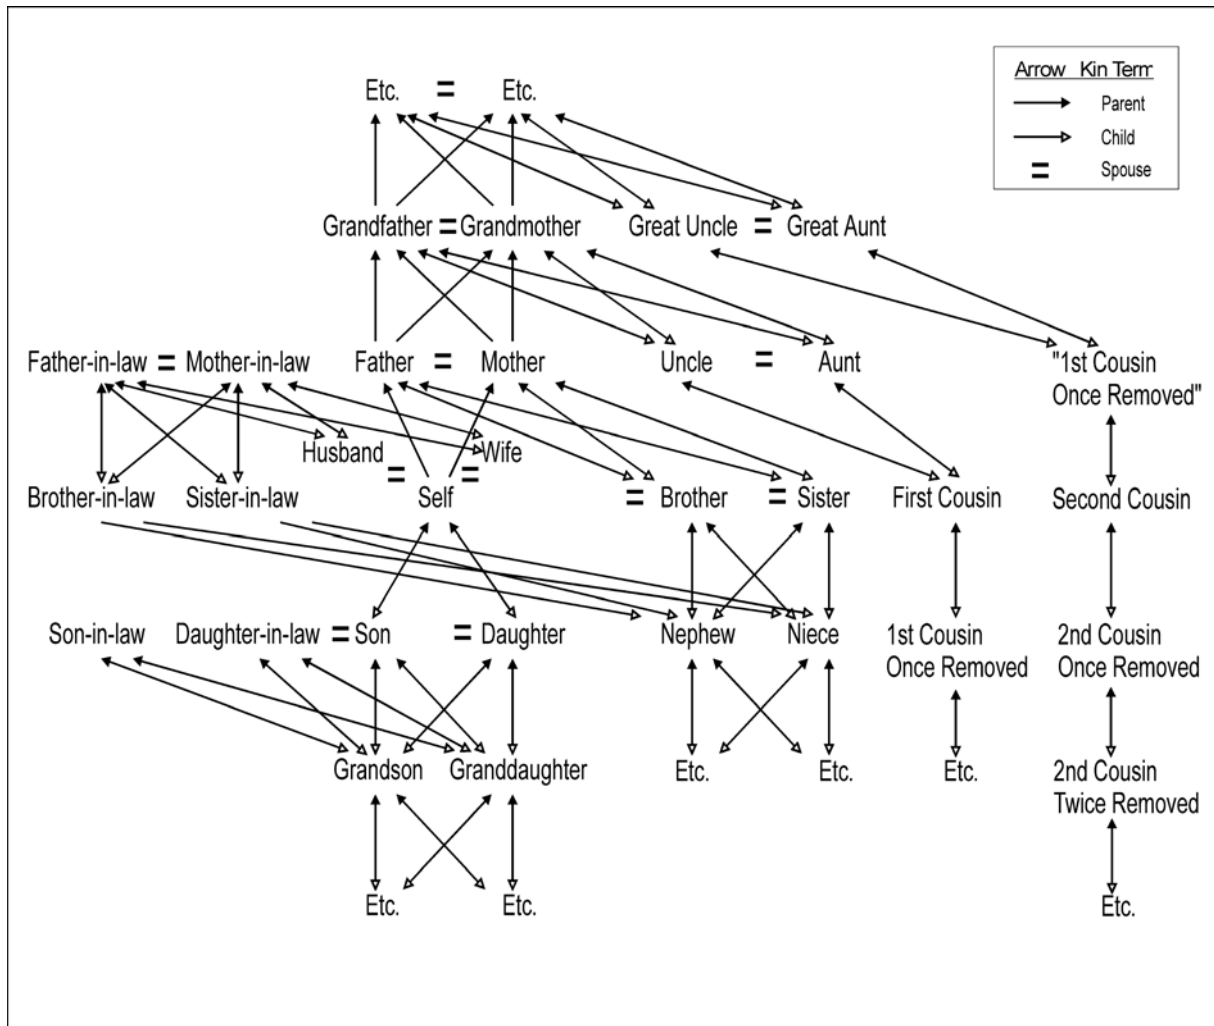 Arrow Kin Term
Parent
Child
= Spouse
Etc. = Etc.
Grandfather = Grandmother Great Uncle = Great Aunt
Father-in-law = Mother-in-law Father = Mother Uncle = Aunt "1st Cousin
Once Removed"
Husband = Wife =
Brother-in-law Sister-in-law Self = Brother = Sister First Cousin Second Cousin
Son-in-law Daughter-in-law = Son = Daughter Nephew Niece 1st Cousin 2nd Cousin
Once Removed Once Removed
Grandson Granddaughter Etc. Etc. Etc. 2nd Cousin
Twice Removed
Etc. Etc. Etc.